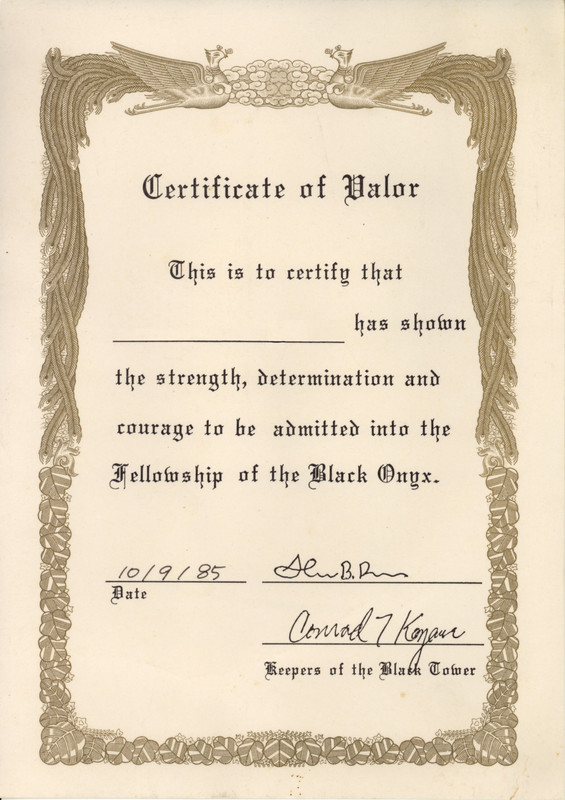 Certificate of Valor
This is to certify that
has shown
the strength, determination and
courage to be admitted into the
Fellowship of the Black Onyx.
10/9/85
Date
Conrad T
Keepers of the Black Tower